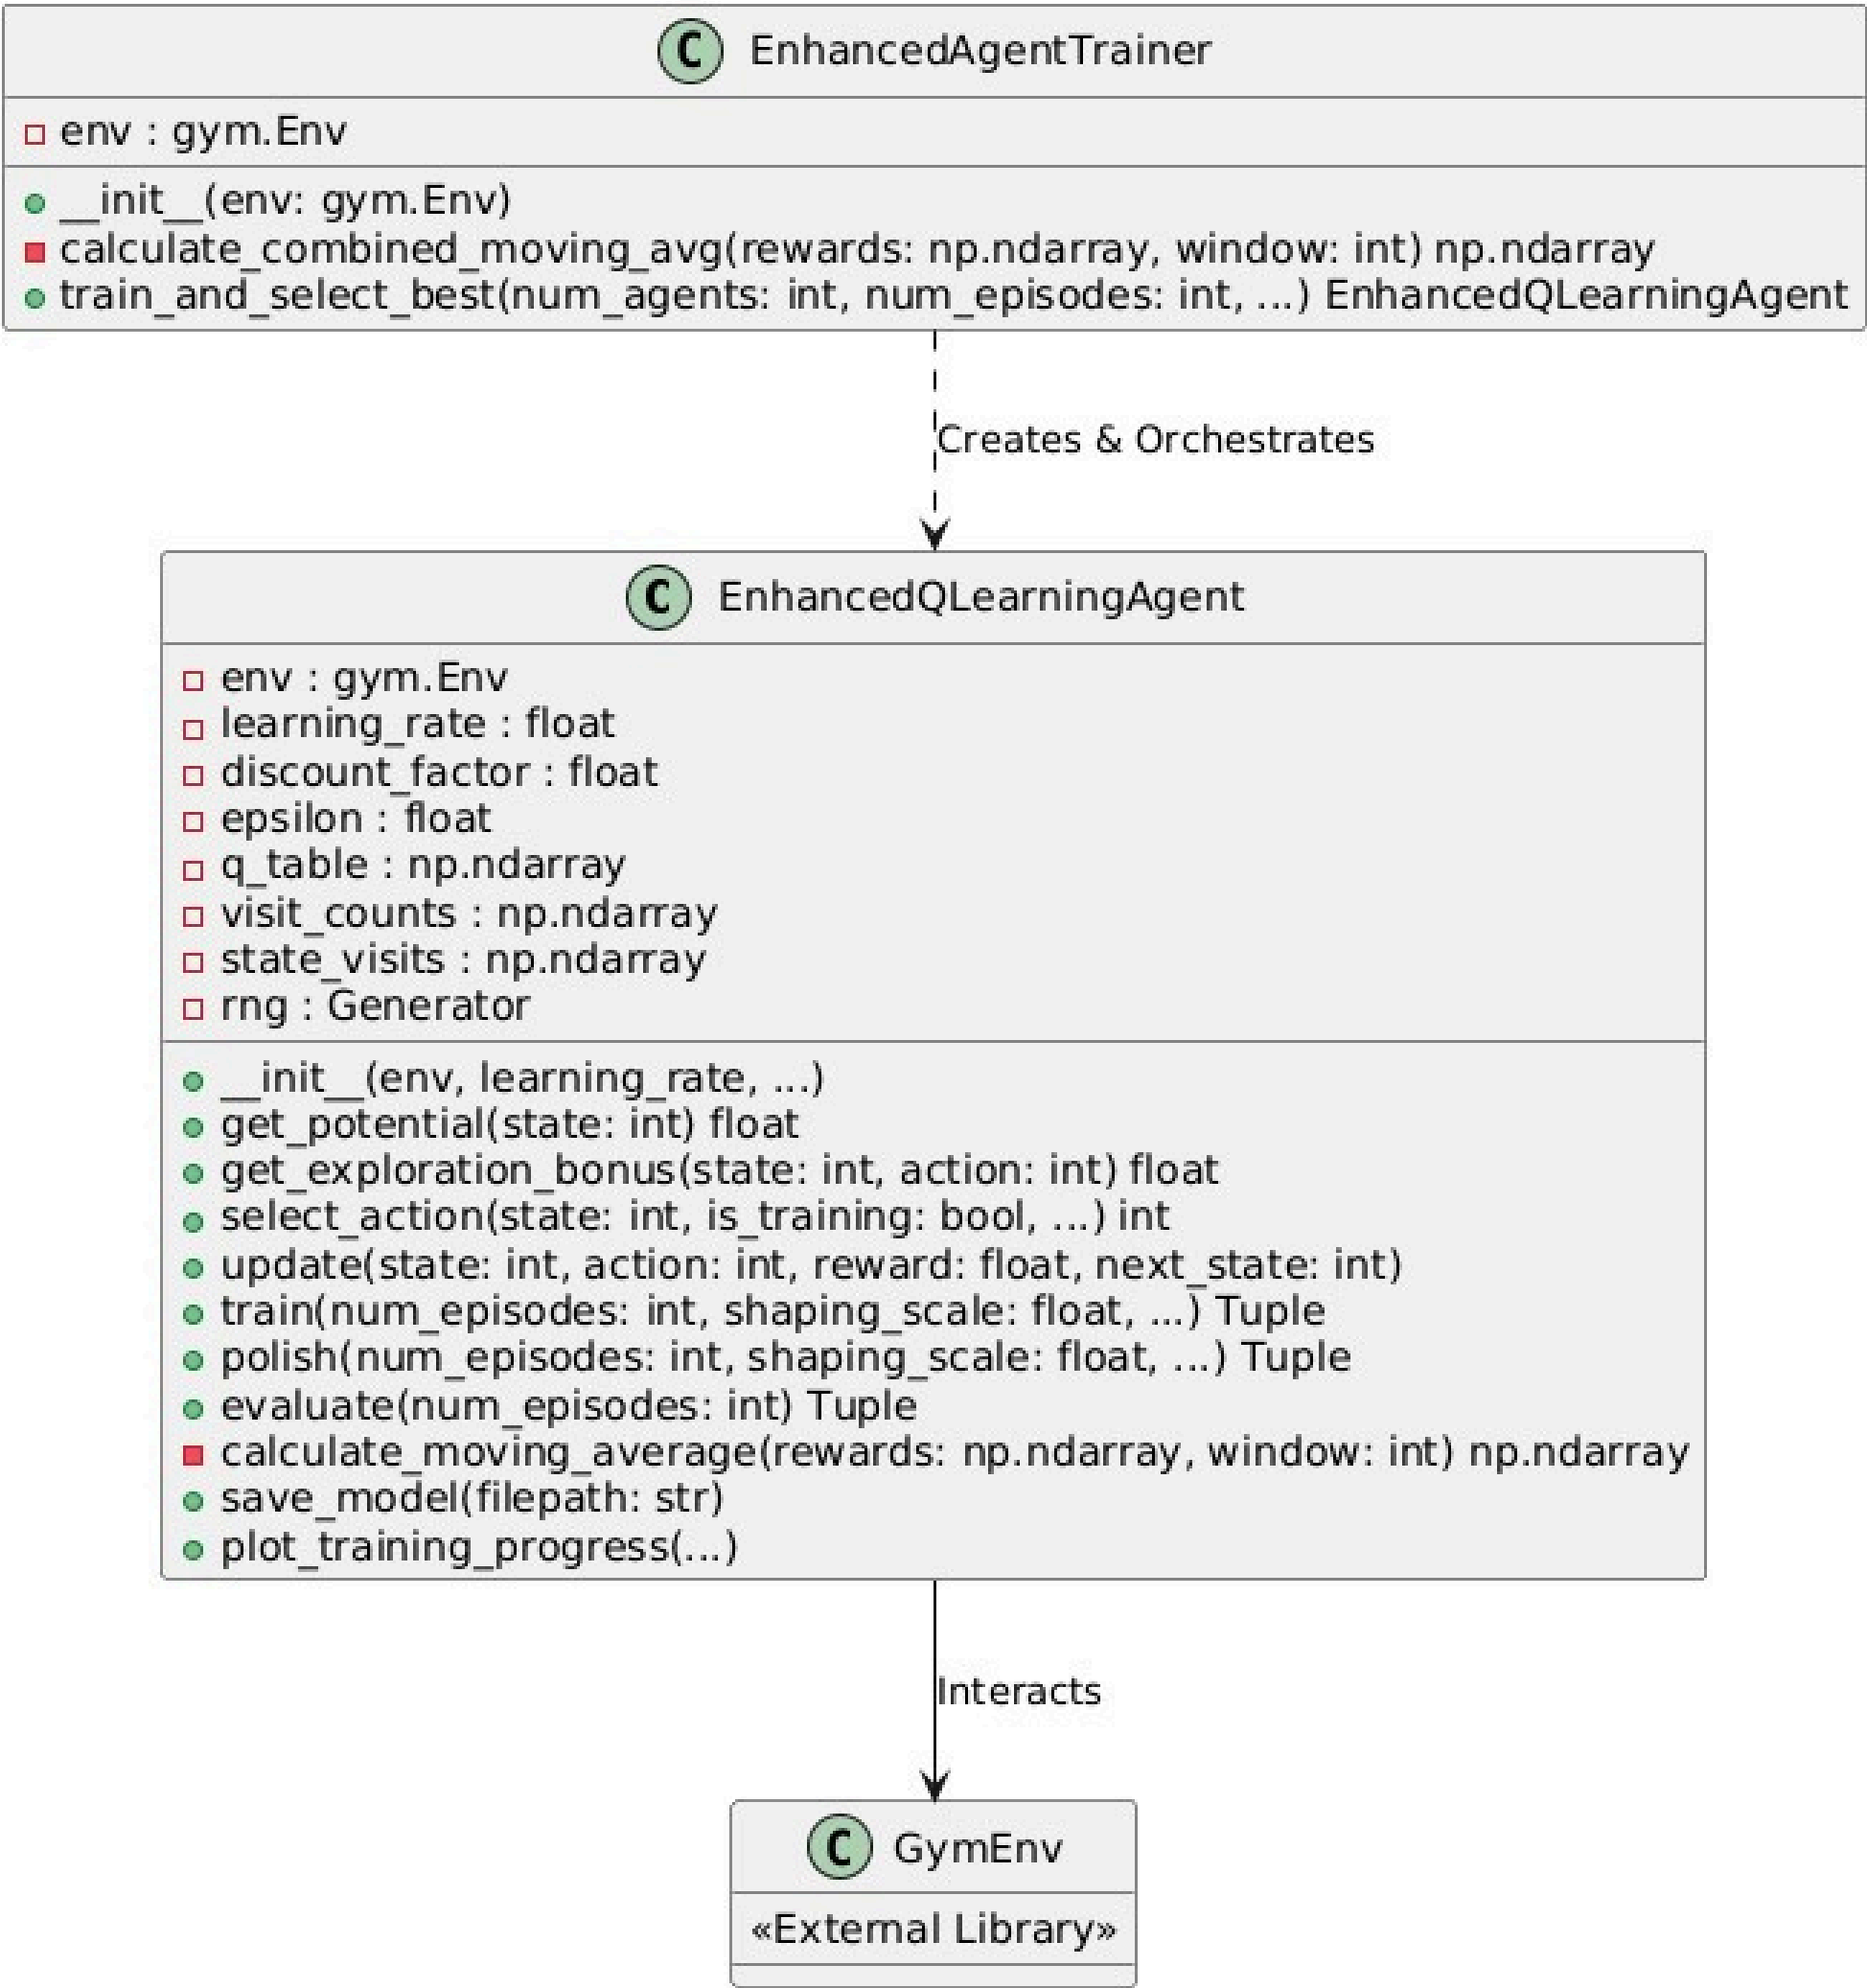 C EnhancedAgentTrainer
env : gym.Env
__init__(env: gym.Env)
calculate_combined_moving_avg(rewards: np.ndarray, window: int) np.ndarray
train_and_select_best(num_agents: int, num_episodes: int, ...) EnhancedQLearningAgent
Creates & Orchestrates
C EnhancedQLearningAgent
env : gym.Env
learning_rate : float
discount_factor : float
epsilon : float
q_table : np.ndarray
visit_counts : np.ndarray
state_visits : np.ndarray
rng : Generator
__init__(env, learning_rate, ...)
get_potential(state: int) float
get_exploration_bonus(state: int, action: int) float
select_action(state: int, is_training: bool, ...) int
update(state: int, action: int, reward: float, next_state: int)
train(num_episodes: int, shaping_scale: float, ...) Tuple
polish(num_episodes: int, shaping_scale: float, ...) Tuple
evaluate(num_episodes: int) Tuple
calculate_moving_average(rewards: np.ndarray, window: int) np.ndarray
save_model(filepath: str)
plot_training_progress(...)
Interacts
C GymEnv
«External Library»